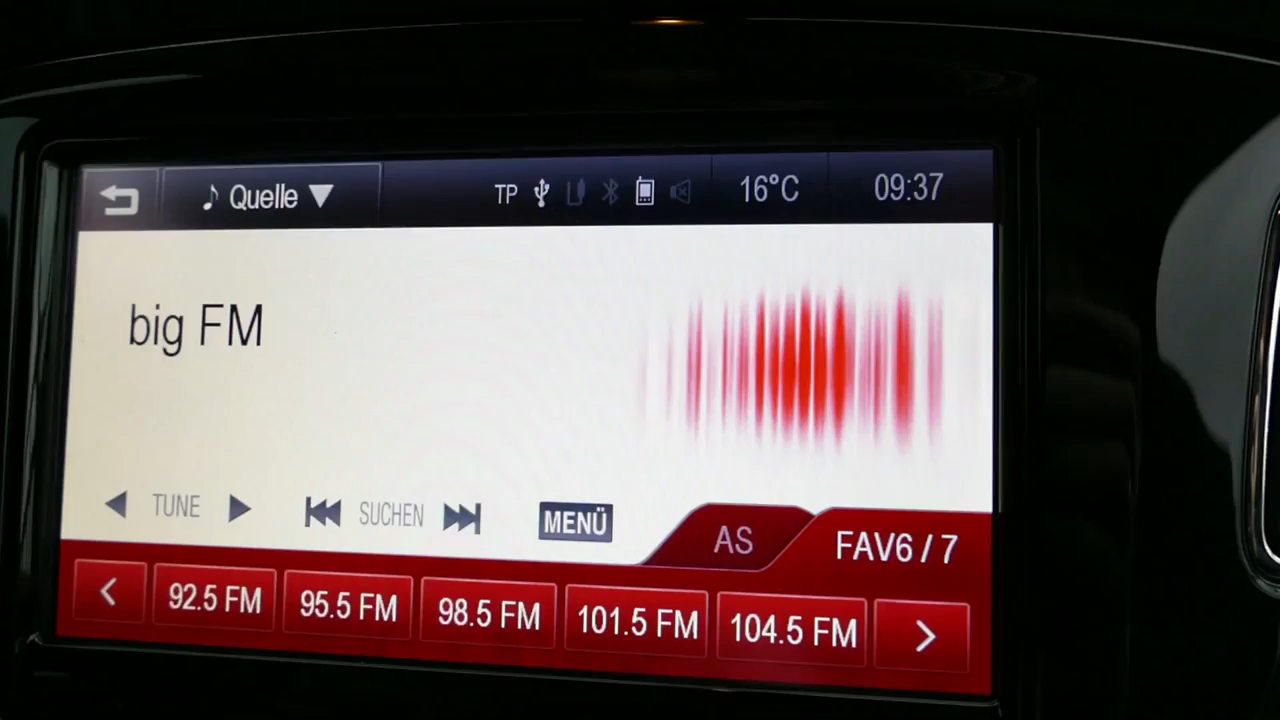 Quelle TP 16°C 09:37
big FM
TUNE SUCHEN MENÜ AS FAV6 / 7
92.5 FM 95.5 FM 98.5 FM 101.5 FM 104.5 FM